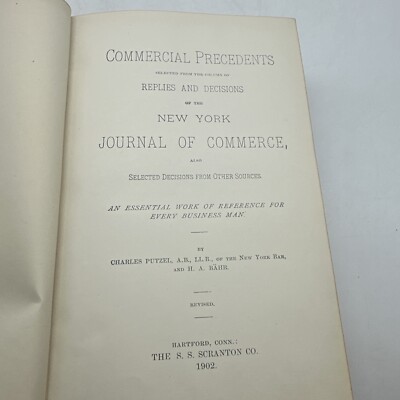 COMMERCIAL PRECEDENTS
SELECTED FROM THE COLUMN OF
REPLIES AND DECISIONS
OF THE
NEW YORK
JOURNAL OF COMMERCE,
ALSO
SELECTED DECISIONS FROM OTHER SOURCES.
AN ESSENTIAL WORK OF REFERENCE FOR
EVERY BUSINESS MAN.
BY
CHARLES PUTZEL, A.B., LL.B., OF THE NEW YORK BAR,
AND H. A. BÄHR.
REVISED.
HARTFORD, CONN.:
THE S. S. SCRANTON CO.
1902.